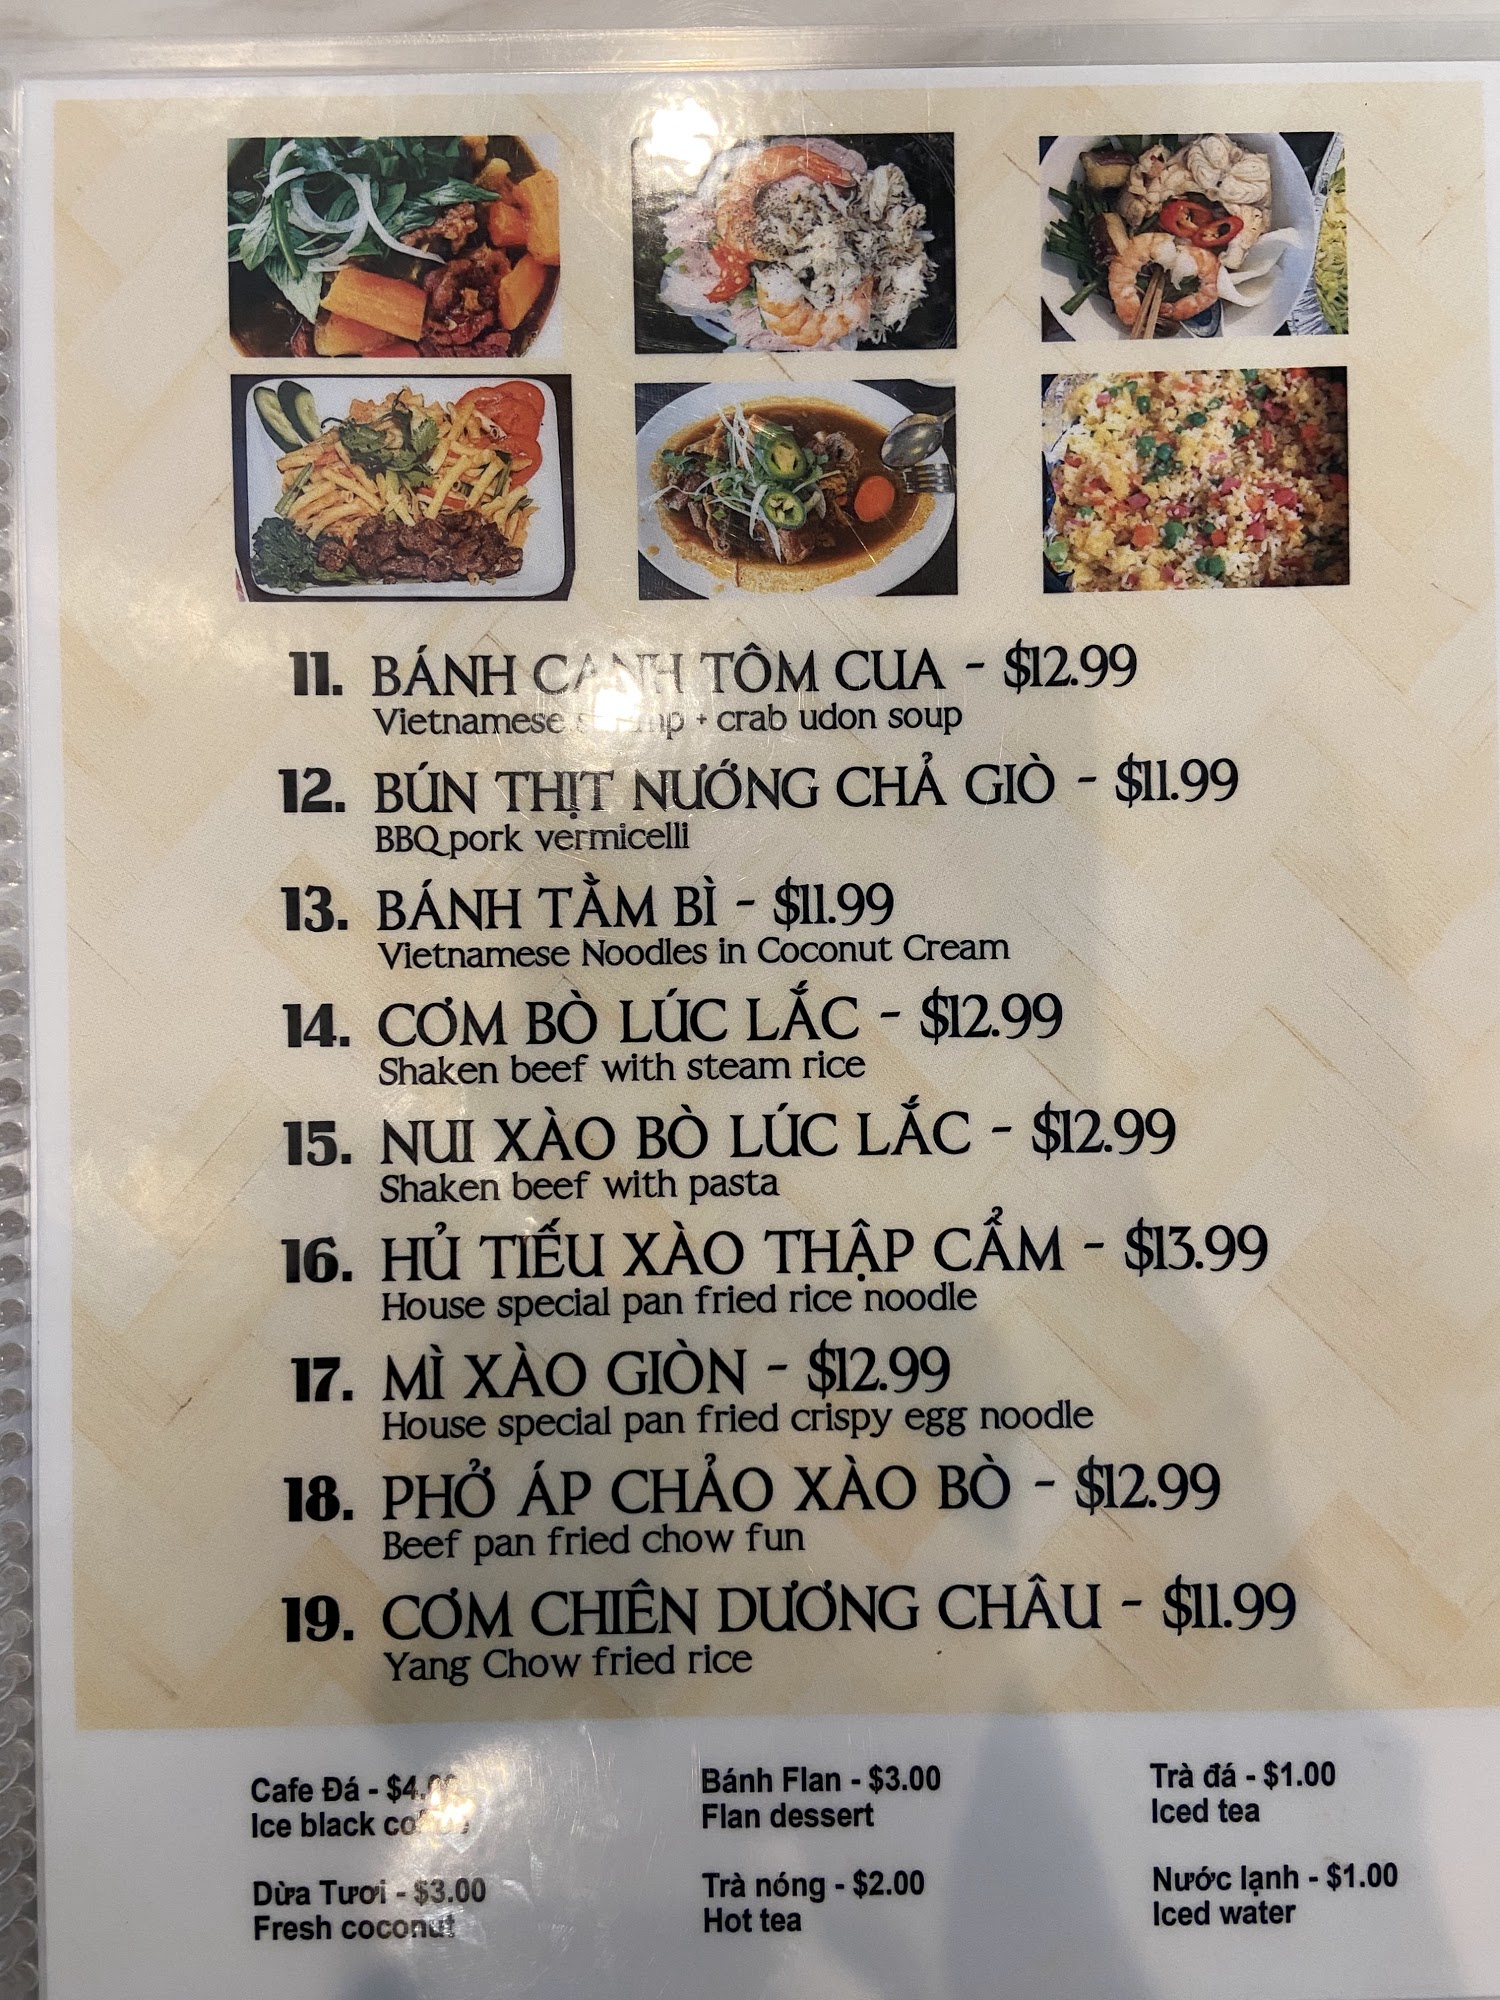 11. BÁNH CANH TÔM CUA - $12.99
Vietnamese shrimp + crab udon soup
12. BÚN THỊT NƯỚNG CHẢ GIÒ - $11.99
BBQ pork vermicelli
13. BÁNH TẰM BÌ - $11.99
Vietnamese Noodles in Coconut Cream
14. CƠM BÒ LÚC LẮC - $12.99
Shaken beef with steam rice
15. NUI XÀO BÒ LÚC LẮC - $12.99
Shaken beef with pasta
16. HỦ TIẾU XÀO THẬP CẨM - $13.99
House special pan fried rice noodle
17. MÌ XÀO GIÒN - $12.99
House special pan fried crispy egg noodle
18. PHỞ ÁP CHẢO XÀO BÒ - $12.99
Beef pan fried chow fun
19. CƠM CHIÊN DƯƠNG CHÂU - $11.99
Yang Chow fried rice
Cafe Đá - $4.00
Ice black coffee
Bánh Flan - $3.00
Flan dessert
Trà đá - $1.00
Iced tea
Dừa Tươi - $3.00
Fresh coconut
Trà nóng - $2.00
Hot tea
Nước lạnh - $1.00
Iced water